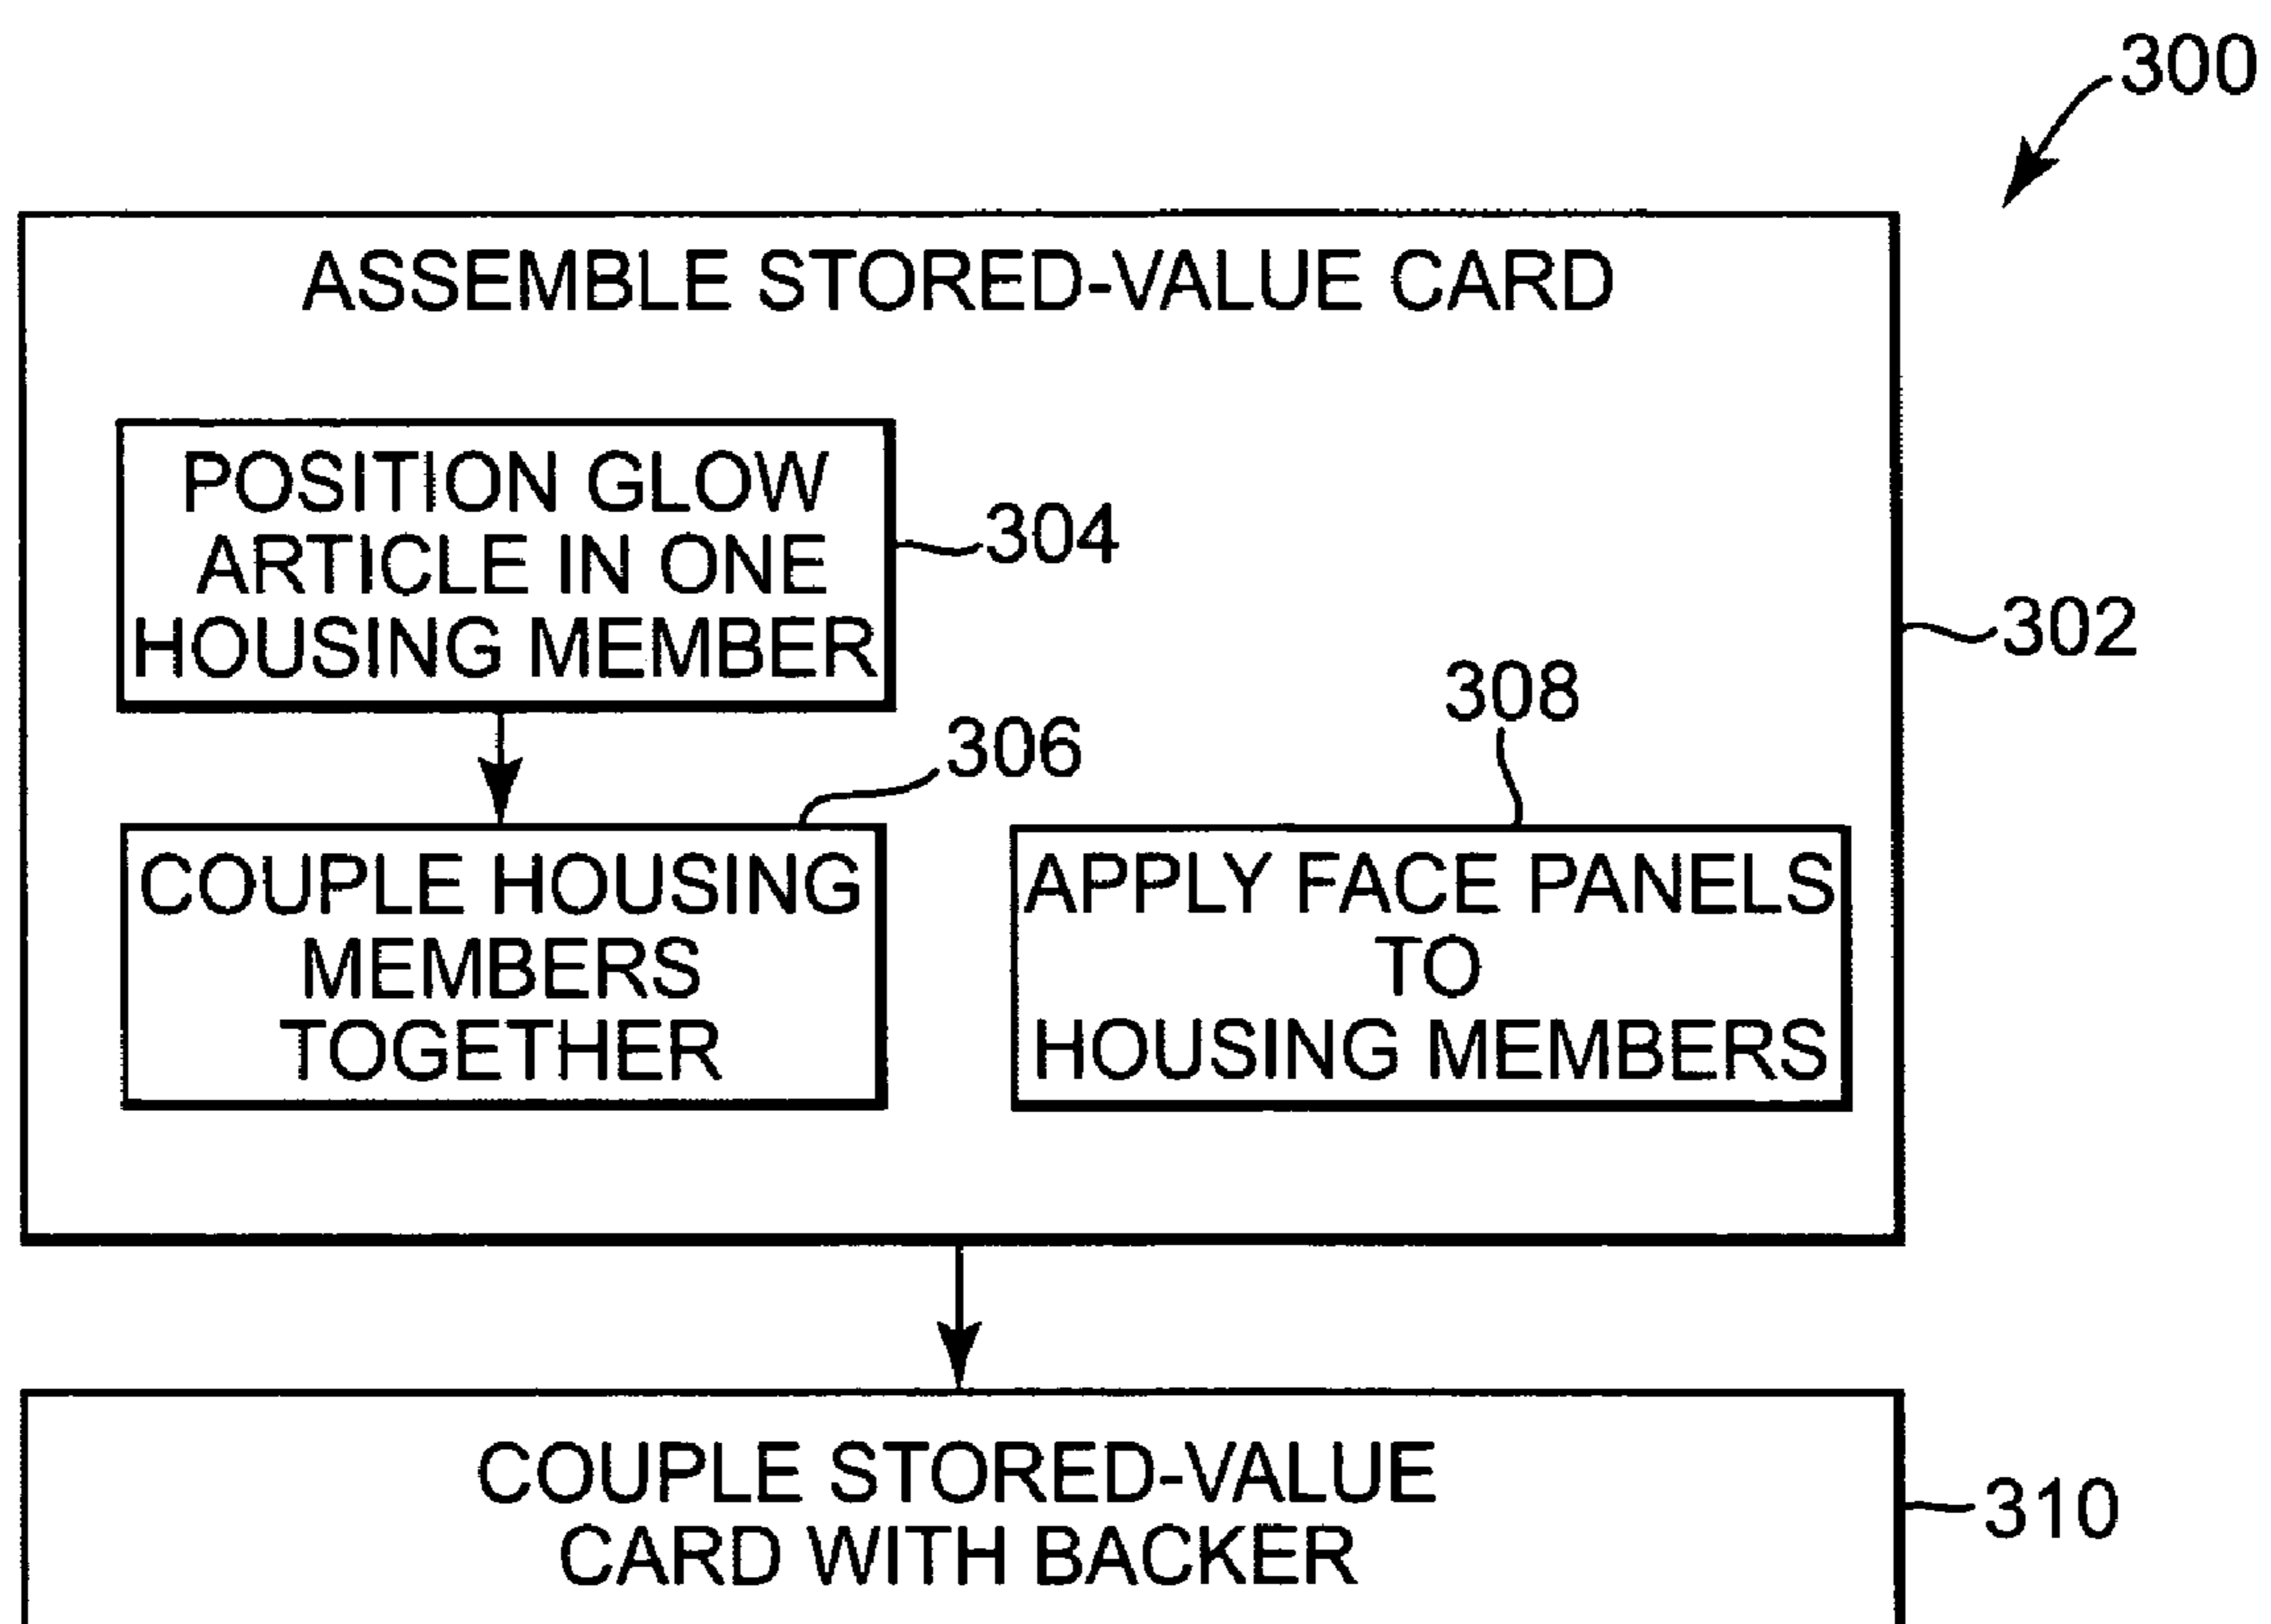 300
ASSEMBLE STORED-VALUE CARD
POSITION GLOW
ARTICLE IN ONE
HOUSING MEMBER
304
302
306
308
COUPLE HOUSING
MEMBERS
TOGETHER
APPLY FACE PANELS
TO
HOUSING MEMBERS
COUPLE STORED-VALUE
CARD WITH BACKER
310